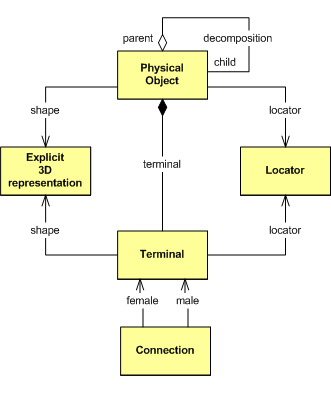 parent
decomposition
child
Physical
Object
shape
locator
Explicit
3D
representation
terminal
Locator
shape
locator
Terminal
female
male
Connection